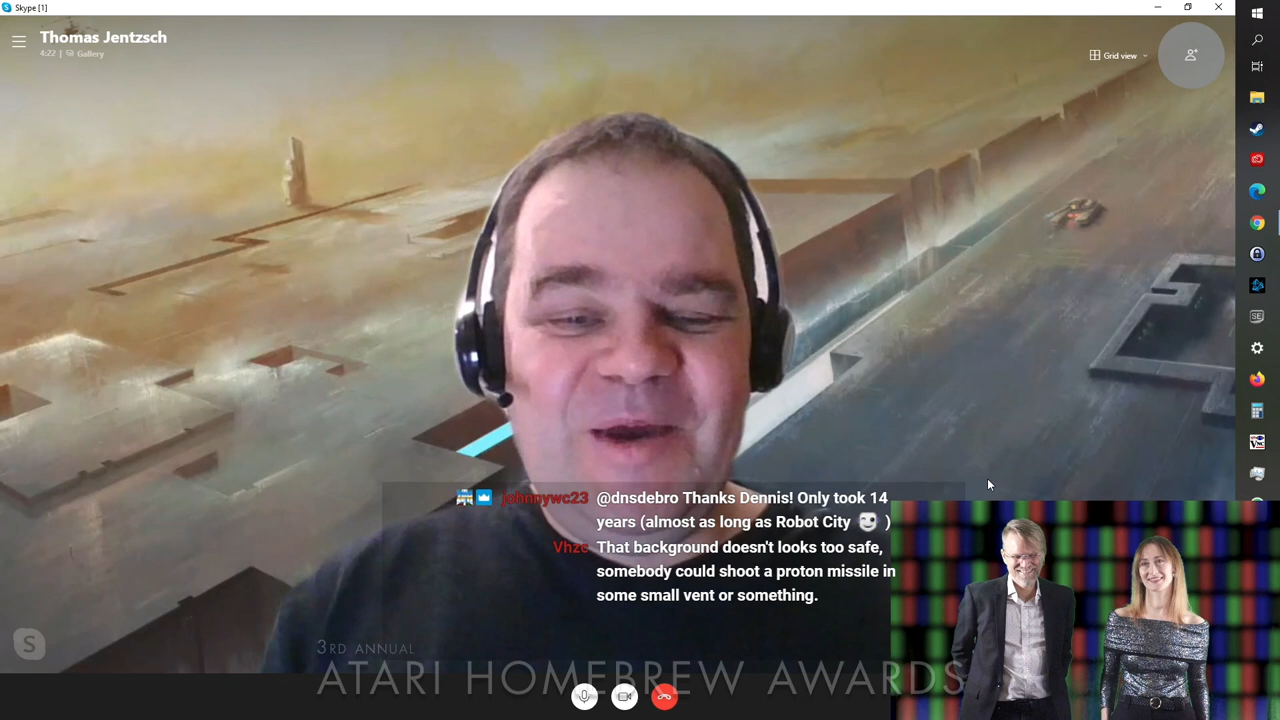 Skype [1]
Thomas Jentzsch
4:22 | Gallery
Grid view
johnnywc23 @dnsdebro Thanks Dennis! Only took 14
years (almost as long as Robot City )
Vhzc That background doesn't looks too safe,
somebody could shoot a proton missile in
some small vent or something.
3RD ANNUAL
ATARI HOMEBREW AWARDS